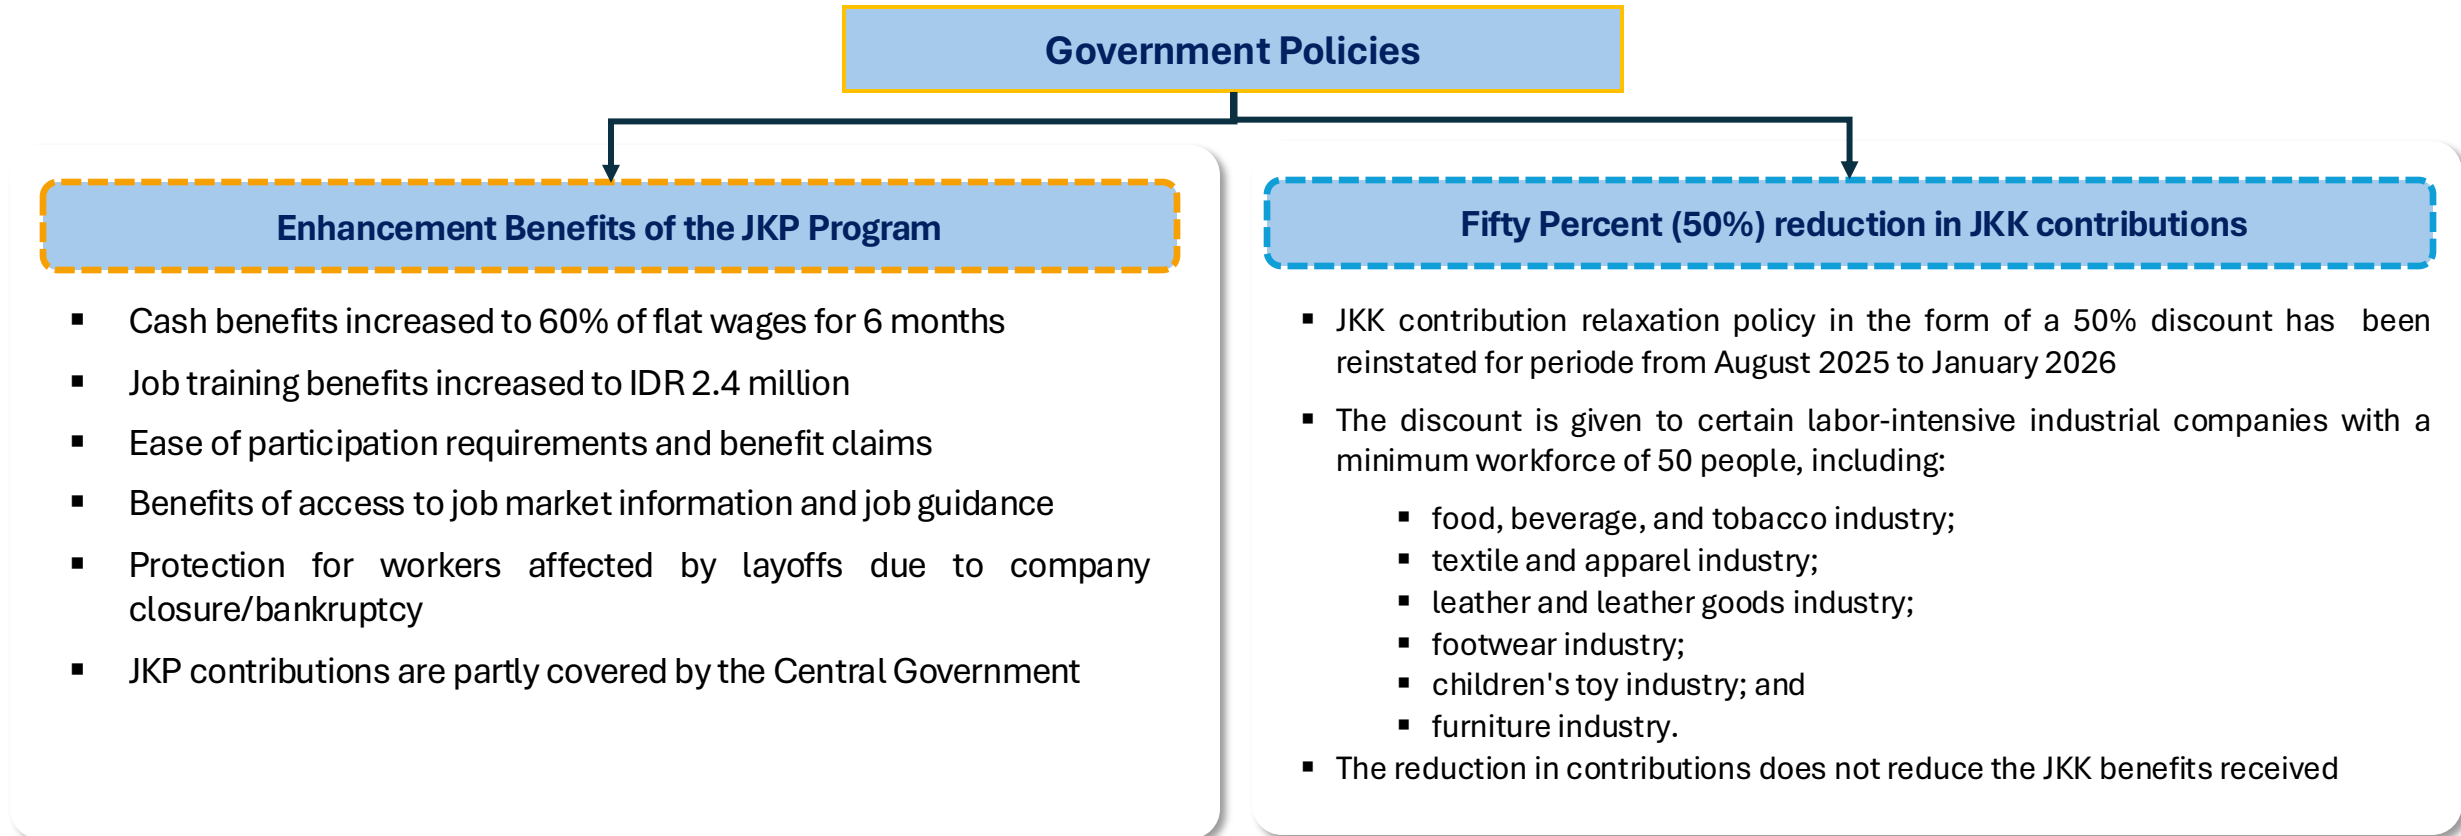 Government Policies
Enhancement Benefits of the JKP Program
▪ Cash benefits increased to 60% of flat wages for 6 months
▪ Job training benefits increased to IDR 2.4 million
▪ Ease of participation requirements and benefit claims
▪ Benefits of access to job market information and job guidance
▪ Protection for workers affected by layoffs due to company
closure/bankruptcy
▪ JKP contributions are partly covered by the Central Government
Fifty Percent (50%) reduction in JKK contributions
▪ JKK contribution relaxation policy in the form of a 50% discount has been
reinstated for periode from August 2025 to January 2026
▪ The discount is given to certain labor-intensive industrial companies with a
minimum workforce of 50 people, including:
▪ food, beverage, and tobacco industry;
▪ textile and apparel industry;
▪ leather and leather goods industry;
▪ footwear industry;
▪ children's toy industry; and
▪ furniture industry.
▪ The reduction in contributions does not reduce the JKK benefits received